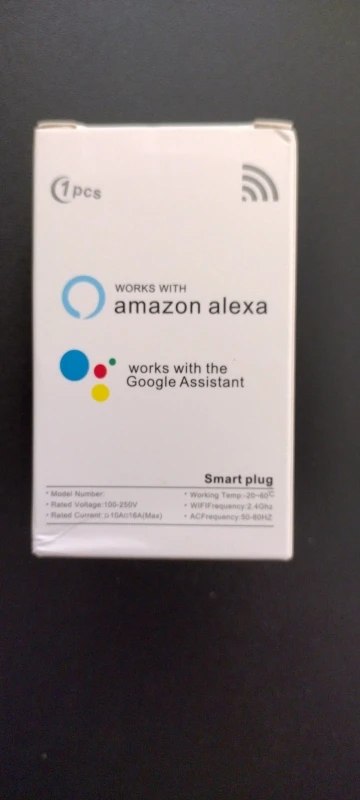 1pcs
WORKS WITH
amazon alexa
works with the
Google Assistant
Smart plug
• Model Number:
• Working Temp:-20~60℃
• Rated Voltage:100-250V
• WIFIFrequency:2.4Ghz
• Rated Current:□10A□16A(Max)
• ACFrequency:50-60HZ